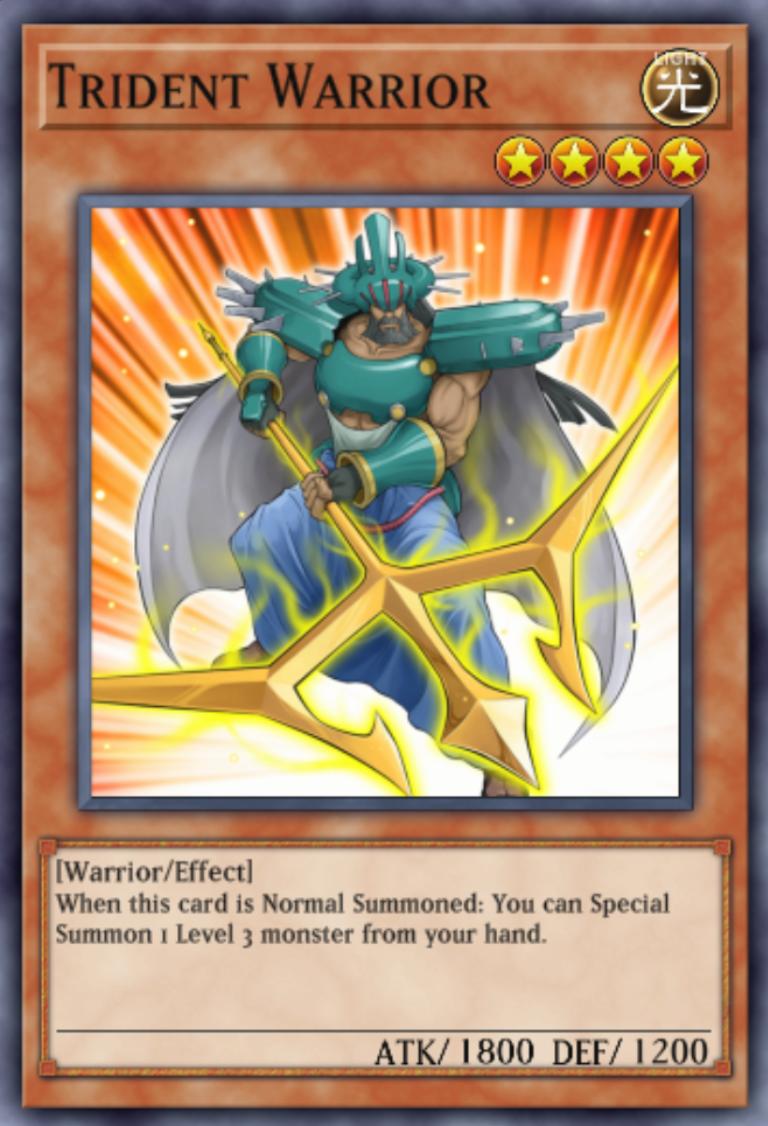 Trident Warrior
LIGHT
光
[Warrior/Effect]
When this card is Normal Summoned: You can Special
Summon 1 Level 3 monster from your hand.
ATK/ 1800 DEF/ 1200